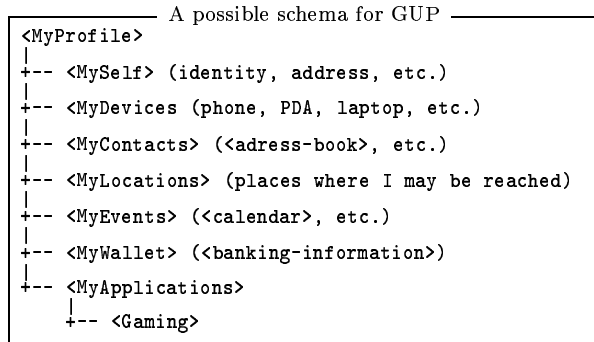 A possible schema for GUP
<MyProfile>
|
+-- <MySelf> (identity, address, etc.)
|
+-- <MyDevices (phone, PDA, laptop, etc.)
|
+-- <MyContacts> (<adress-book>, etc.)
|
+-- <MyLocations> (places where I may be reached)
|
+-- <MyEvents> (<calendar>, etc.)
|
+-- <MyWallet> (<banking-information>)
|
+-- <MyApplications>
    |
    +-- <Gaming>